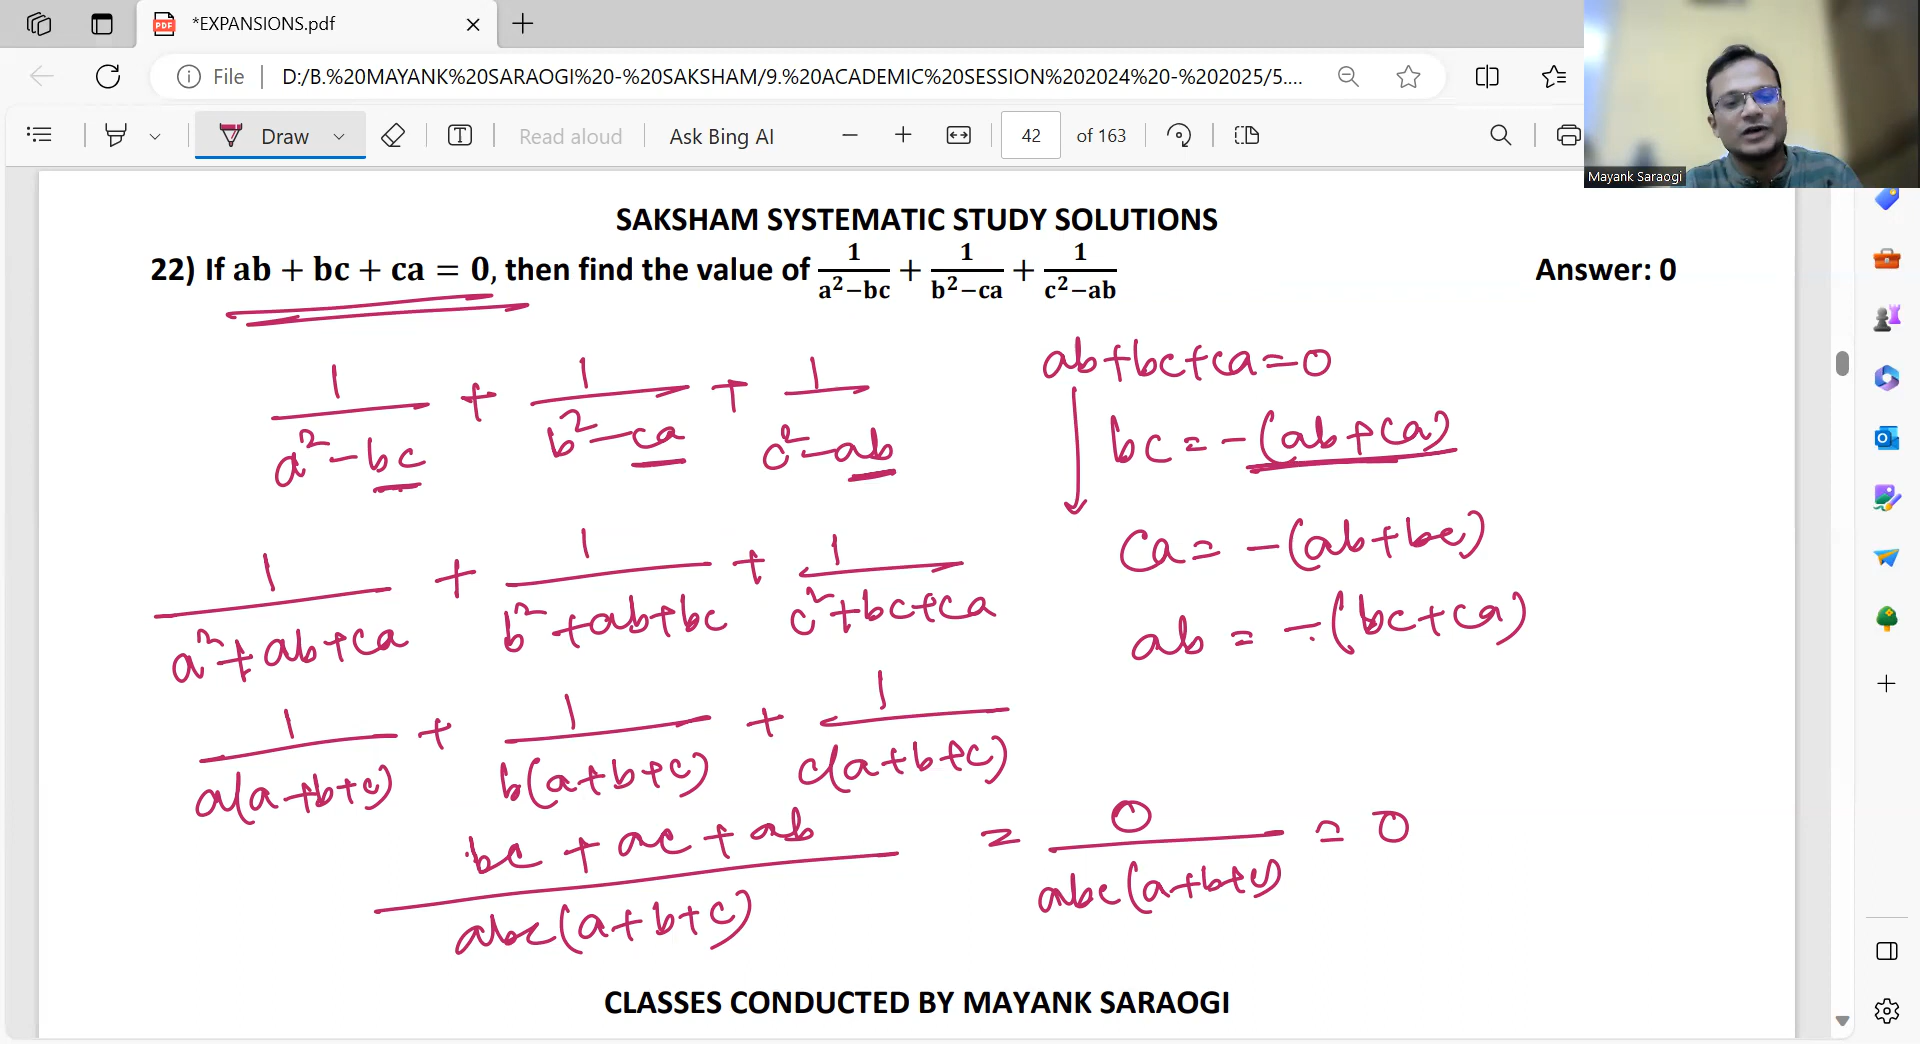 *EXPANSIONS.pdf
File D:/B.%20MAYANK%20SARAOGI%20-%20SAKSHAM/9.%20ACADEMIC%20SESSION%202024%20-%202025/5....
Draw Read aloud Ask Bing AI 42 of 163
Mayank Saraogi
SAKSHAM SYSTEMATIC STUDY SOLUTIONS
22) If ab + bc + ca = 0, then find the value of 1/(a²−bc) + 1/(b²−ca) + 1/(c²−ab) Answer: 0
1/(a²−bc) + 1/(b²−ca) + 1/(c²−ab)
ab+bc+ca=0
bc = −(ab+ca)
ca = −(ab+bc)
ab = −(bc+ca)
1/(a²+ab+ca) + 1/(b²+ab+bc) + 1/(c²+bc+ca)
1/(a(a+b+c)) + 1/(b(a+b+c)) + 1/(c(a+b+c))
(bc + ac + ab)/(abc(a+b+c)) = 0/(abc(a+b+c)) = 0
CLASSES CONDUCTED BY MAYANK SARAOGI